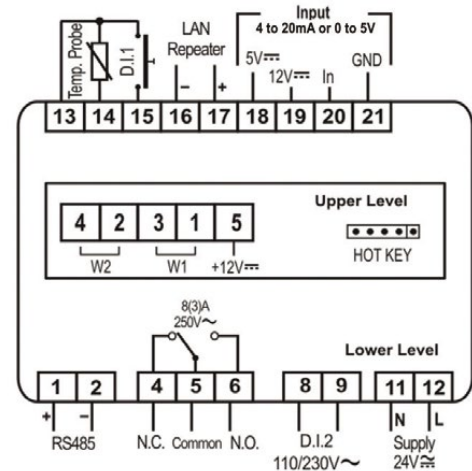 Input
4 to 20mA or 0 to 5V
LAN
Repeater
Temp. Probe
D.I.1
5V⎓
12V⎓
In
GND
– +
13 14 15 16 17 18 19 20 21
Upper Level
4 2 3 1 5
HOT KEY
W2 W1 +12V⎓
8(3)A
250V~
Lower Level
1 2 4 5 6 8 9 11 12
+ – N L
RS485 N.C. Common N.O. D.I.2 Supply
110/230V~ 24V≂